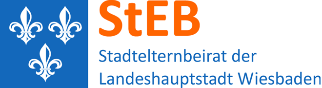 StEB
Stadtelternbeirat der
Landeshauptstadt Wiesbaden